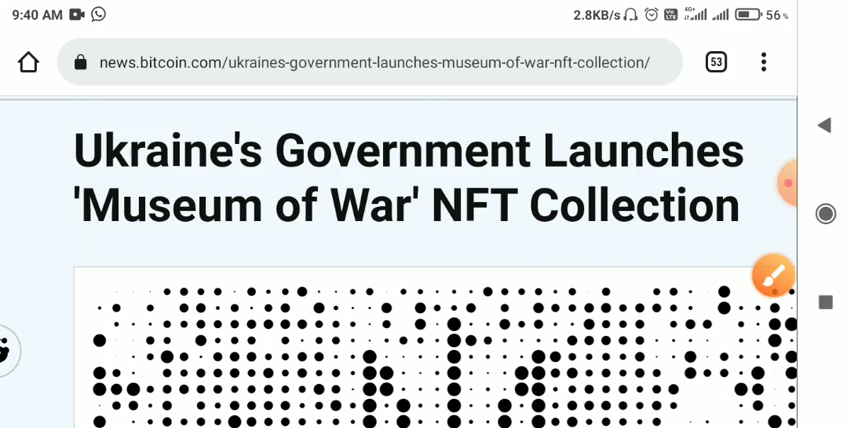 9:40 AM
2.8KB/s 4G+ 56%
news.bitcoin.com/ukraines-government-launches-museum-of-war-nft-collection/
53
Ukraine's Government Launches
'Museum of War' NFT Collection